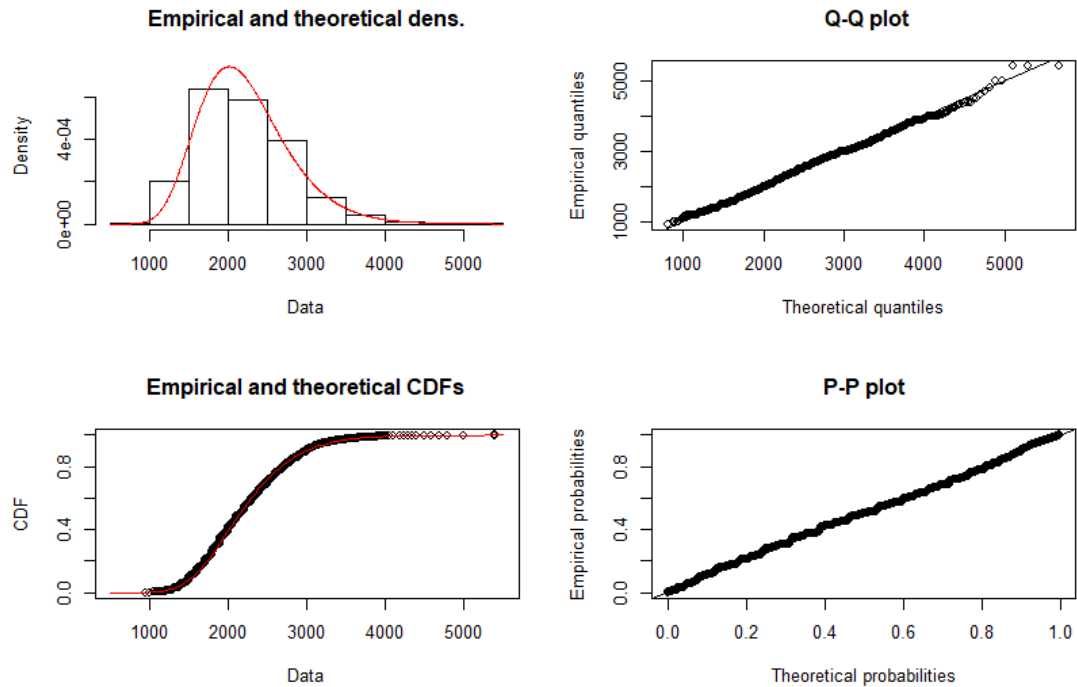 Empirical and theoretical dens.
Density
0e+00
4e-04
1000 2000 3000 4000 5000
Data
Q-Q plot
Empirical quantiles
1000
3000
5000
1000 2000 3000 4000 5000
Theoretical quantiles
Empirical and theoretical CDFs
CDF
0.0
0.4
0.8
1000 2000 3000 4000 5000
Data
P-P plot
Empirical probabilities
0.0
0.4
0.8
0.0 0.2 0.4 0.6 0.8 1.0
Theoretical probabilities